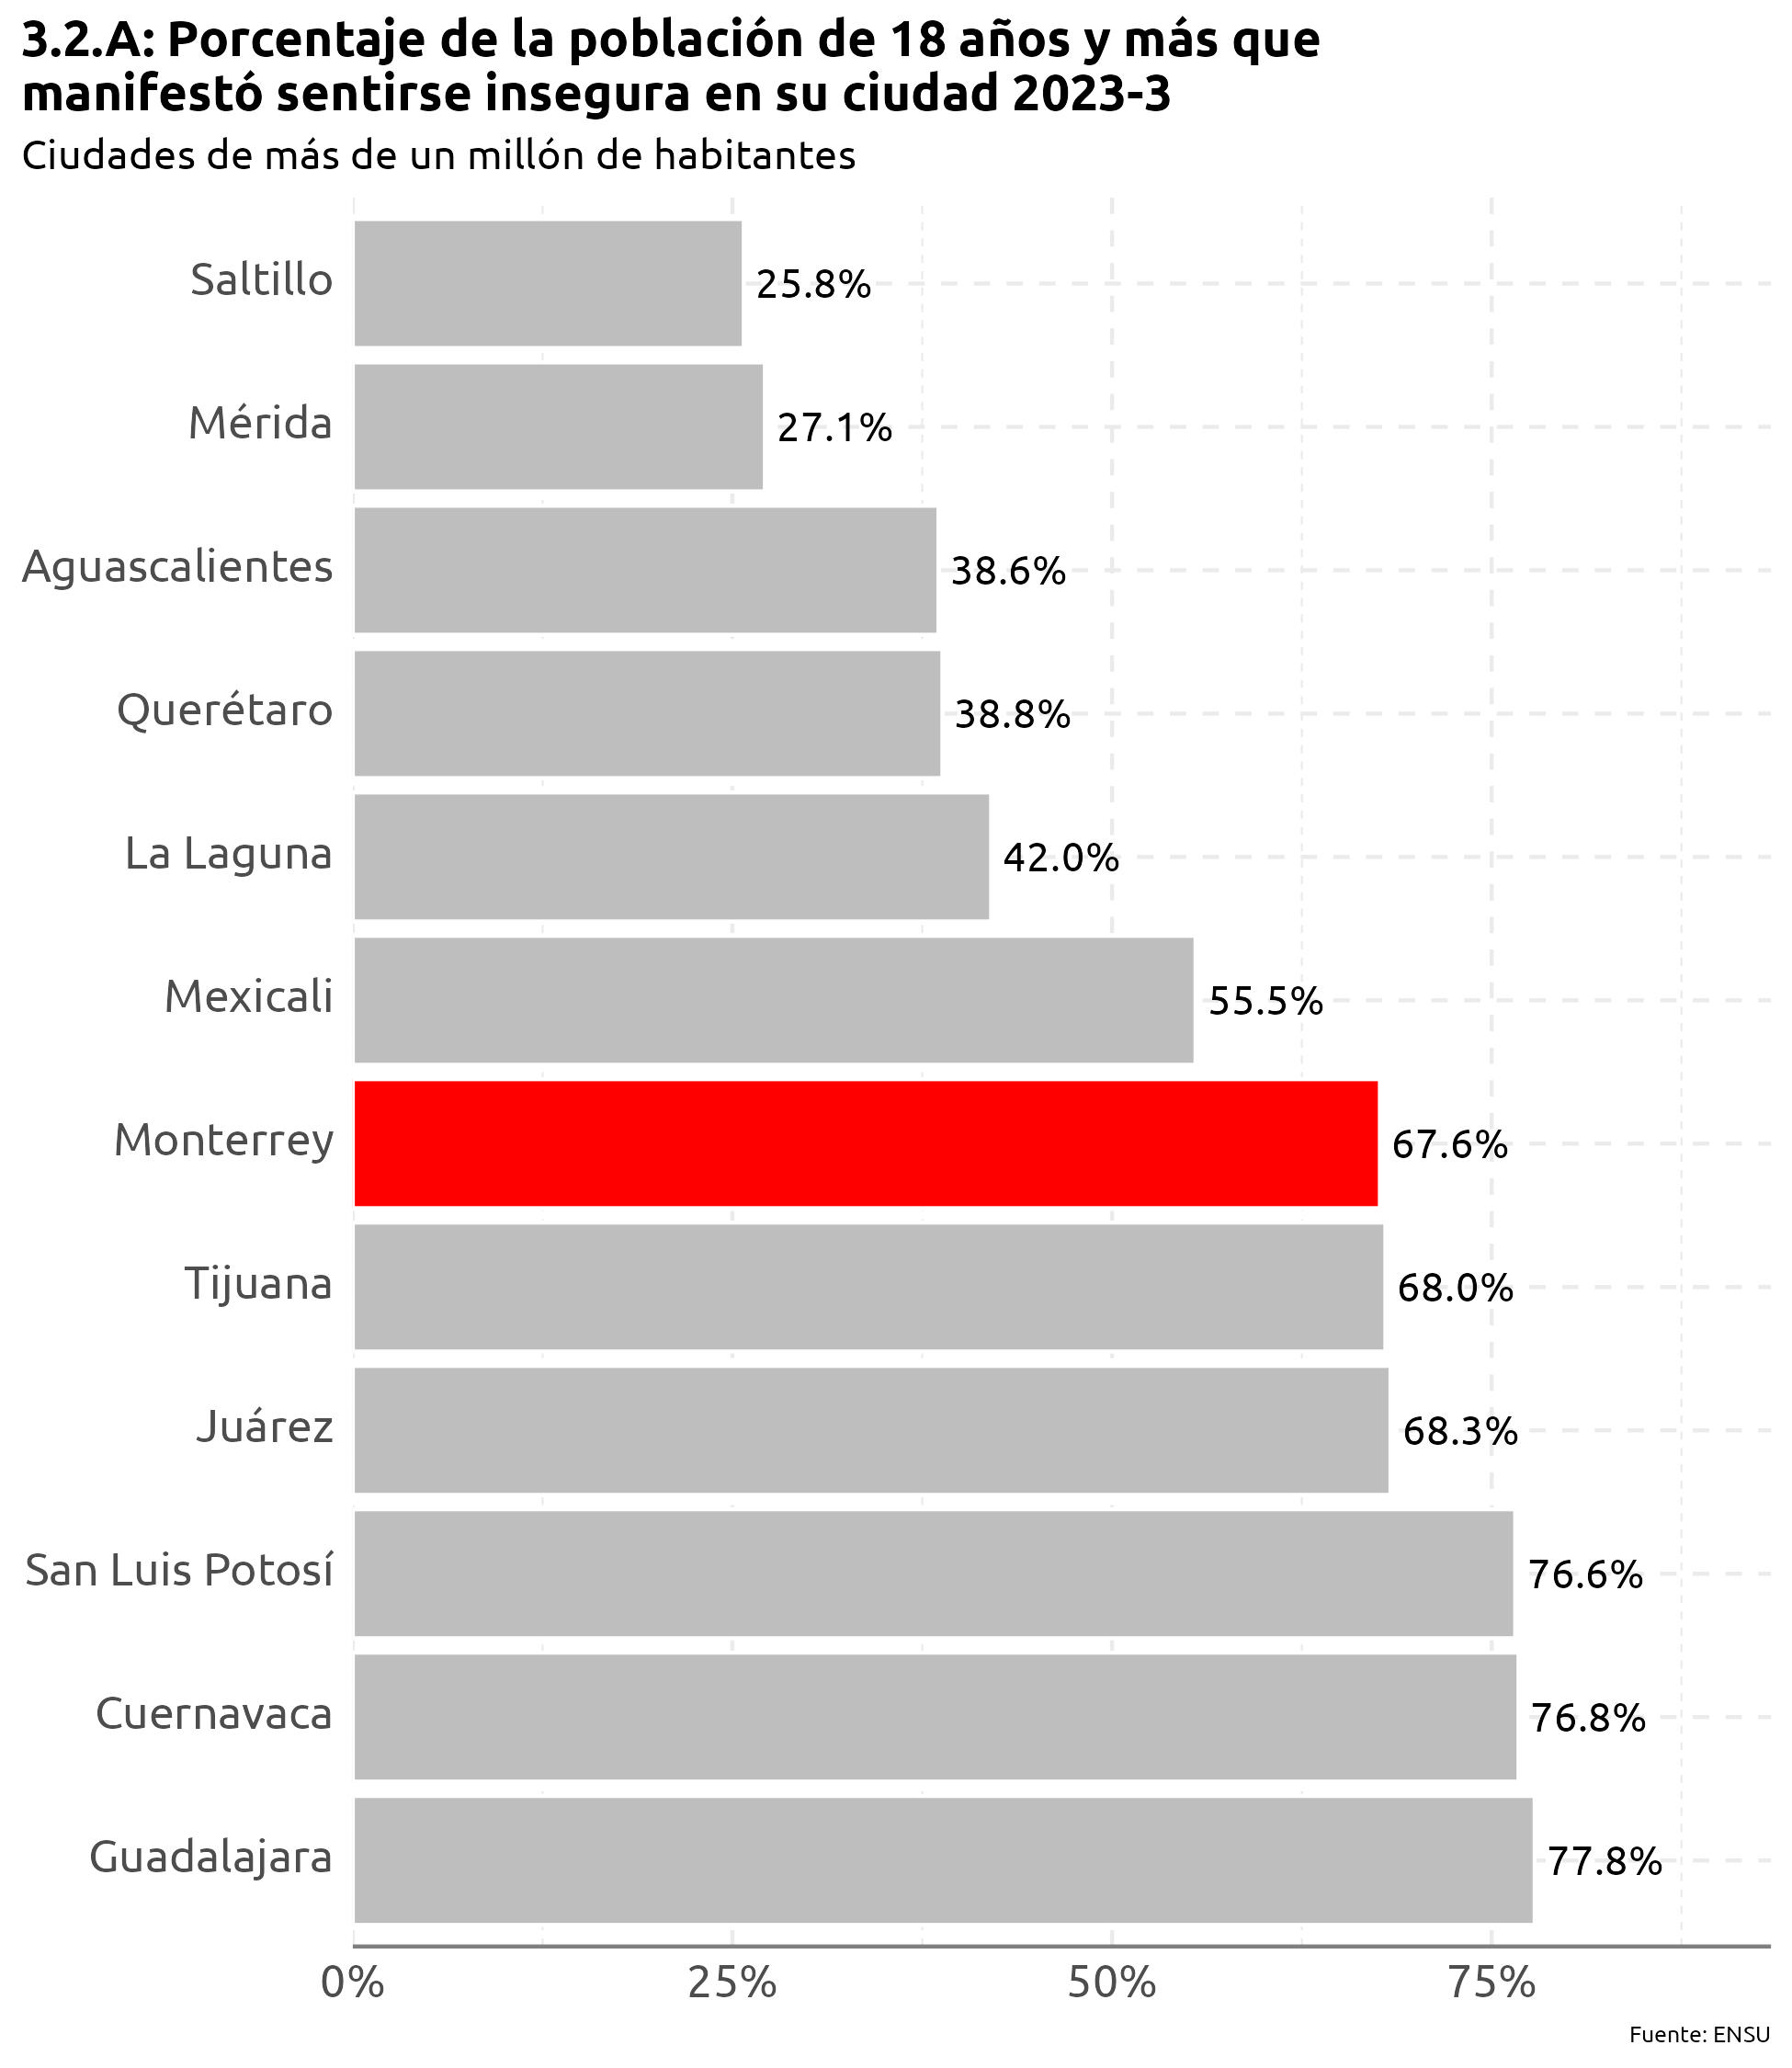 3.2.A: Porcentaje de la población de 18 años y más que
manifestó sentirse insegura en su ciudad 2023-3
Ciudades de más de un millón de habitantes
Saltillo 25.8%
Mérida 27.1%
Aguascalientes 38.6%
Querétaro 38.8%
La Laguna 42.0%
Mexicali 55.5%
Monterrey 67.6%
Tijuana 68.0%
Juárez 68.3%
San Luis Potosí 76.6%
Cuernavaca 76.8%
Guadalajara 77.8%
0% 25% 50% 75%
Fuente: ENSU